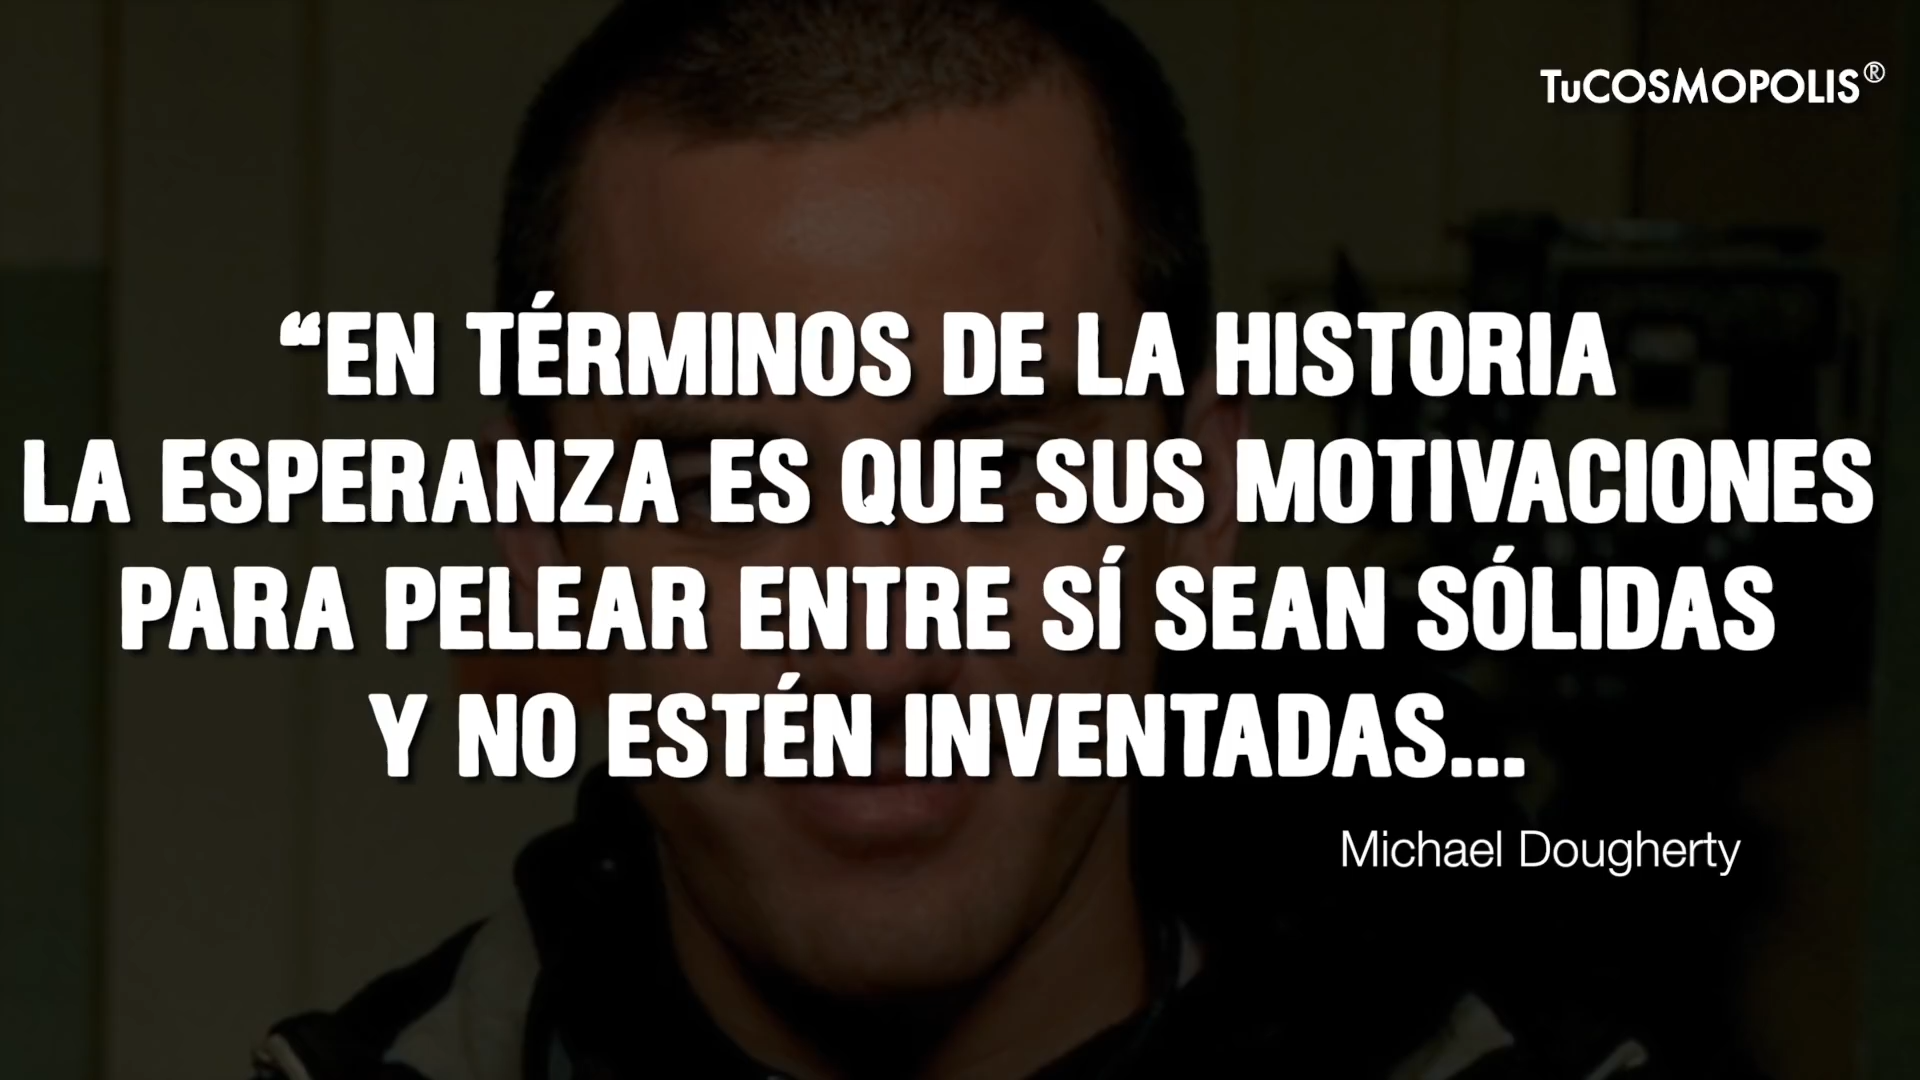 TuCOSMOPOLIS®
“EN TÉRMINOS DE LA HISTORIA
LA ESPERANZA ES QUE SUS MOTIVACIONES
PARA PELEAR ENTRE SÍ SEAN SÓLIDAS
Y NO ESTÉN INVENTADAS...
Michael Dougherty